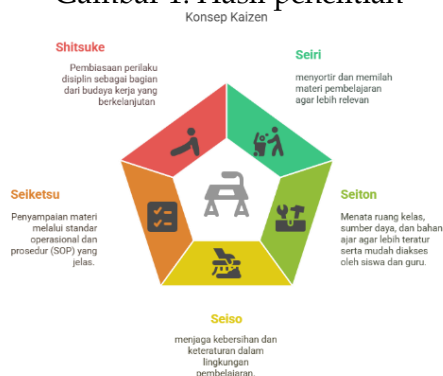 Gambar 1. Hasil penelitian
Konsep Kaizen
Shitsuke
Pembiasaan perilaku
disiplin sebagai bagian
dari budaya kerja yang
berkelanjutan
Seiri
menyortir dan memilah
materi pembelajaran
agar lebih relevan
Seiketsu
Penyampaian materi
melalui standar
operasional dan
prosedur (SOP) yang
jelas.
Seiton
Menata ruang kelas,
sumber daya, dan bahan
ajar agar lebih teratur
serta mudah diakses
oleh siswa dan guru.
Seiso
menjaga kebersihan dan
keteraturan dalam
lingkungan
pembelajaran.